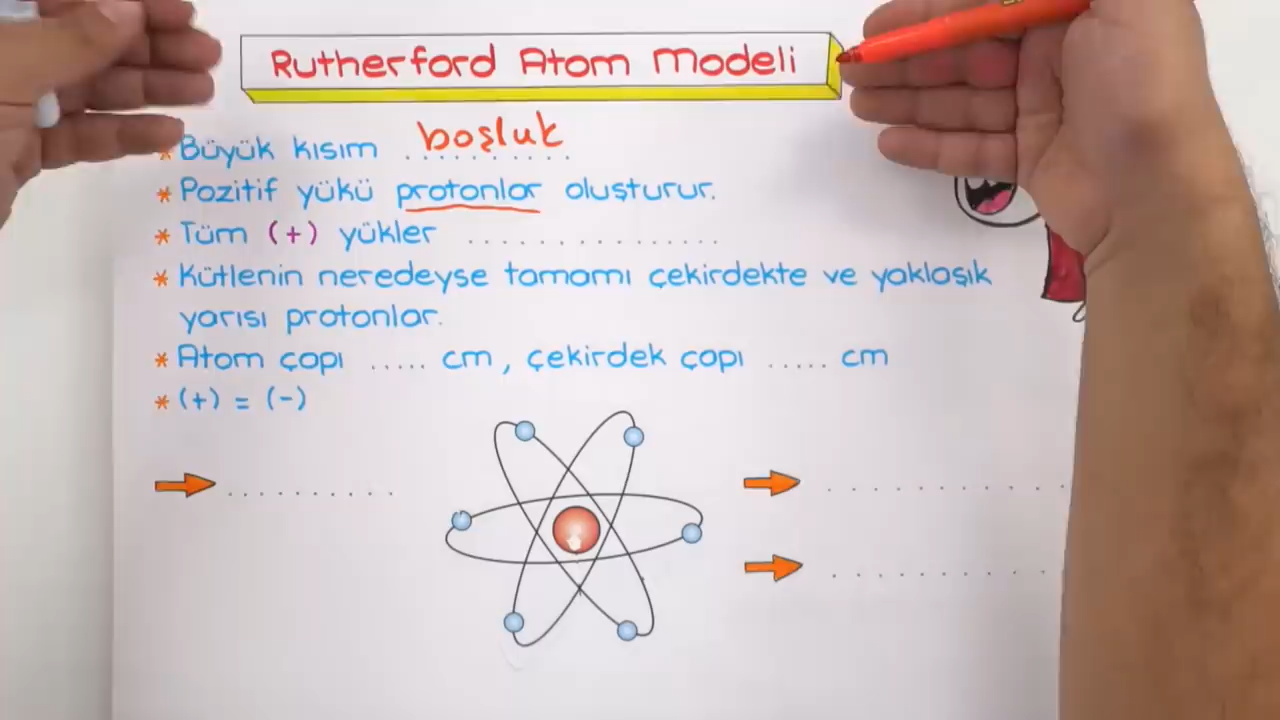 Rutherford Atom Modeli
* Büyük kısım boşluk
* Pozitif yükü protonlar oluşturur.
* Tüm (+) yükler ...............
* Kütlenin neredeyse tamamı çekirdekte ve yaklaşık
yarısı protonlar.
* Atom çapı ..... cm, çekirdek çapı ..... cm
* (+) = (-)